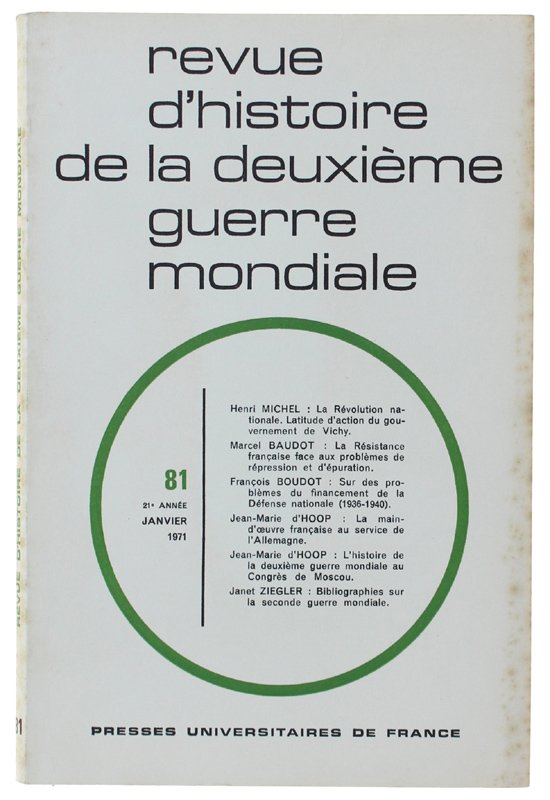 revue
d'histoire
de la deuxième
guerre
mondiale
81
21e ANNÉE
JANVIER
1971
Henri MICHEL : La Révolution na-
tionale. Latitude d'action du gou-
vernement de Vichy.
Marcel BAUDOT : La Résistance
française face aux problèmes de
répression et d'épuration.
François BOUDOT : Sur des pro-
blèmes du financement de la
Défense nationale (1936-1940).
Jean-Marie d'HOOP : La main-
d'œuvre française au service de
l'Allemagne.
Jean-Marie d'HOOP : L'histoire de
la deuxième guerre mondiale au
Congrès de Moscou.
Janet ZIEGLER : Bibliographies sur
la seconde guerre mondiale.
PRESSES UNIVERSITAIRES DE FRANCE
REVUE D'HISTOIRE DE LA DEUXIÈME GUERRE MONDIALE
81